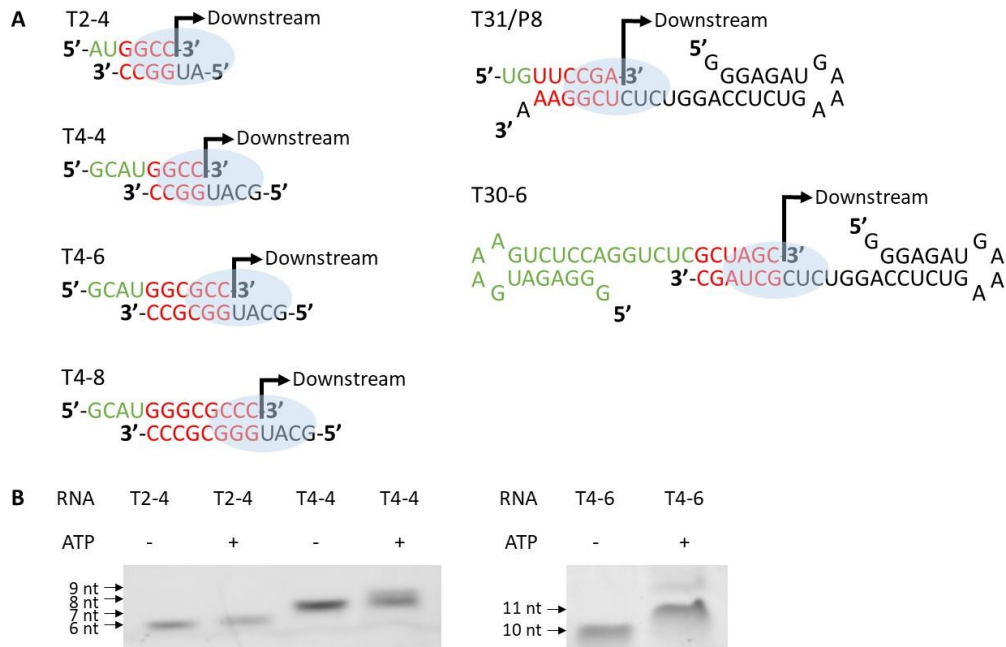 A
T2-4
Downstream
5’-AUGGCC-3’
3’-CCGGUA-5’
T4-4
Downstream
5’-GCAUGGCC-3’
3’-CCGGUACG-5’
T4-6
Downstream
5’-GCAUGGCGCC-3’
3’-CCGCGGUACG-5’
T4-8
Downstream
5’-GCAUGGGCGCCC-3’
3’-CCCGCGGGUACG-5’
T31/P8
Downstream
5’
G
5’-UGUUCCGA-3’ GGAGAU G A
AAGGCUCUCUGGACCUCUG A A
A
3’
T30-6
Downstream
5’
G
A A GUCUCCAGGUCUCGCUAGC-3’ GGAGAU G A
A G UAGAGG G 3’-CGAUCGCUCUGGACCUCUG A A
5’
B
RNA T2-4 T2-4 T4-4 T4-4
ATP - + - +
9 nt
8 nt
7 nt
6 nt
RNA T4-6 T4-6
ATP - +
11 nt
10 nt